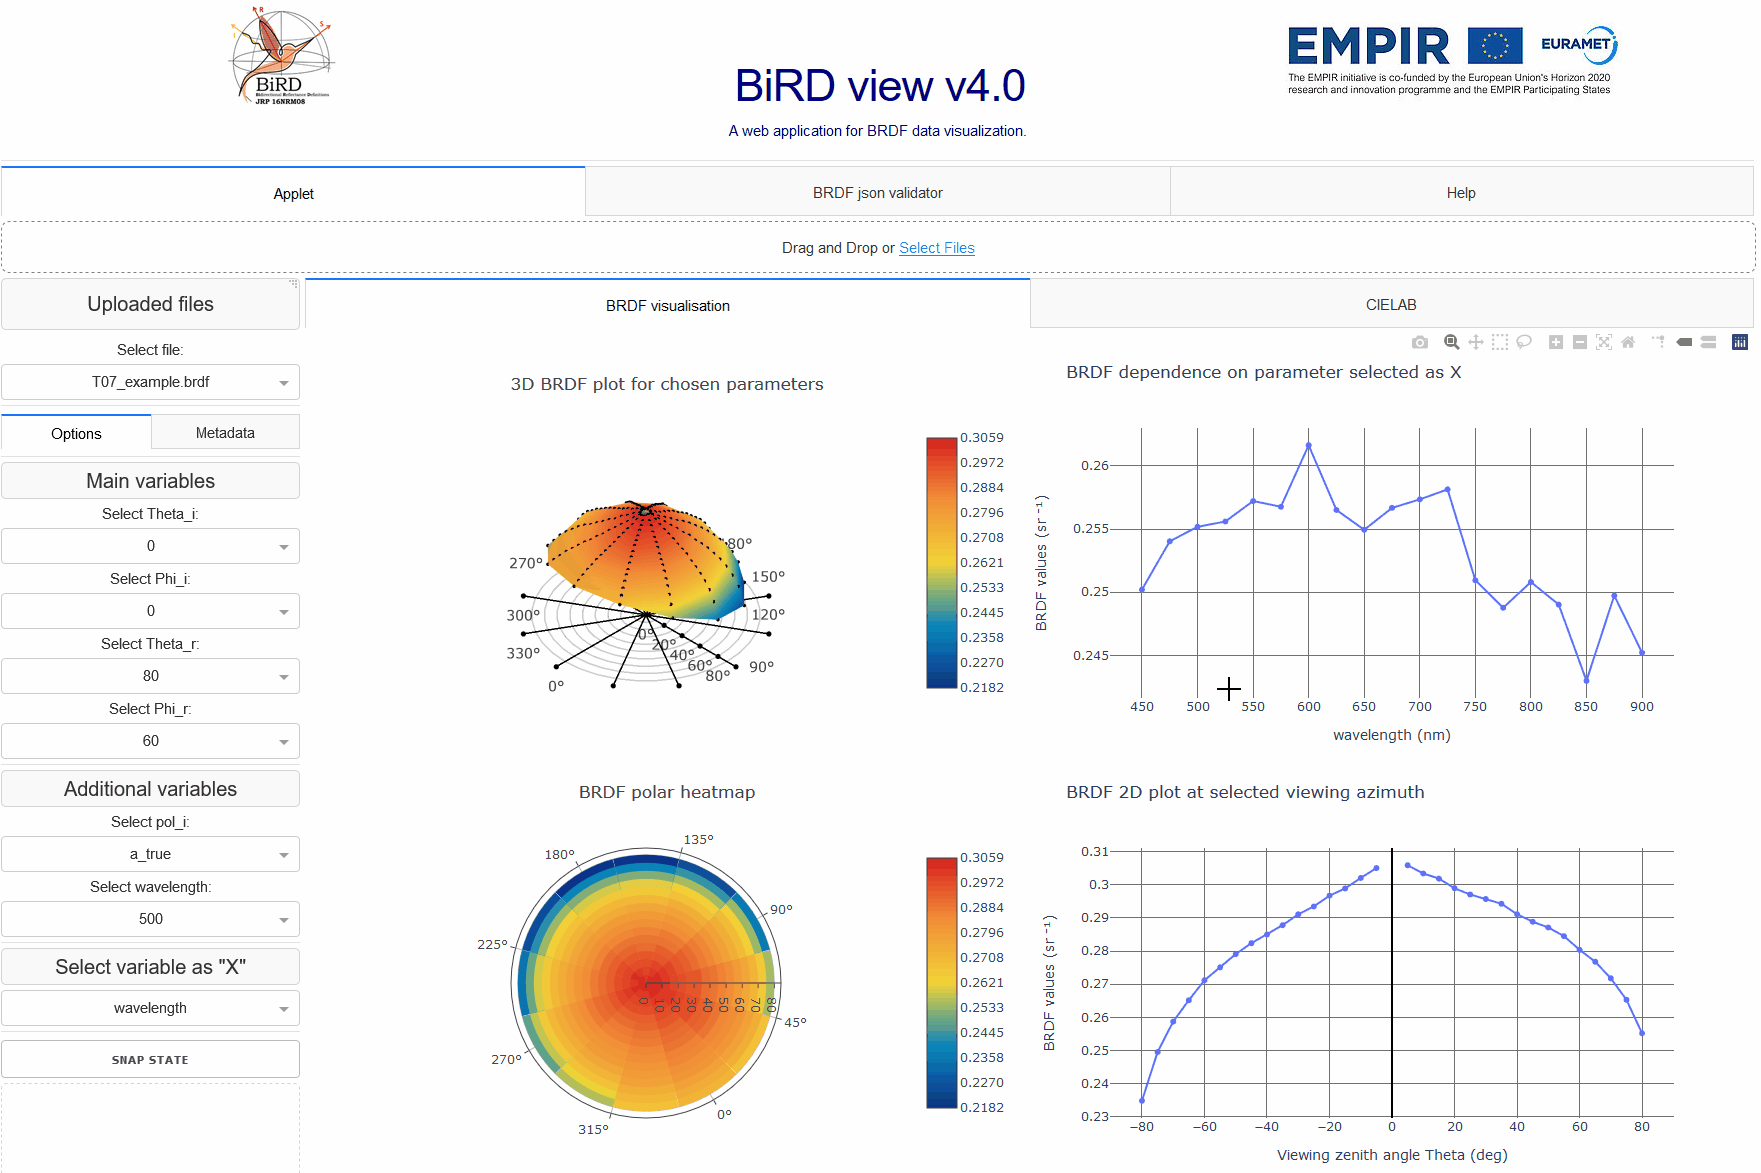 R
S
I
BiRD
Bidirectional Reflectance Definitions
JRP 16NRM08
BiRD view v4.0
A web application for BRDF data visualization.
EMPIR
EURAMET
The EMPIR initiative is co-funded by the European Union's Horizon 2020
research and innovation programme and the EMPIR Participating States
Applet
BRDF json validator
Help
Drag and Drop or Select Files
Uploaded files
Select file:
T07_example.brdf
Options
Metadata
Main variables
Select Theta_i:
0
Select Phi_i:
0
Select Theta_r:
80
Select Phi_r:
60
Additional variables
Select pol_i:
a_true
Select wavelength:
500
Select variable as "X"
wavelength
SNAP STATE
BRDF visualisation
CIELAB
3D BRDF plot for chosen parameters
270°
300°
330°
0°
80°
150°
120°
90°
0°
20°
40°
60°
80°
0.3059
0.2972
0.2884
0.2796
0.2708
0.2621
0.2533
0.2445
0.2358
0.2270
0.2182
BRDF dependence on parameter selected as X
BRDF values (sr⁻¹)
0.26
0.255
0.25
0.245
450 500 550 600 650 700 750 800 850 900
wavelength (nm)
BRDF polar heatmap
135°
180°
90°
225°
45°
270°
0°
315°
0 10 20 30 40 50 60 70 80
0.3059
0.2972
0.2884
0.2796
0.2708
0.2621
0.2533
0.2445
0.2358
0.2270
0.2182
BRDF 2D plot at selected viewing azimuth
BRDF values (sr⁻¹)
0.31
0.3
0.29
0.28
0.27
0.26
0.25
0.24
0.23
−80 −60 −40 −20 0 20 40 60 80
Viewing zenith angle Theta (deg)